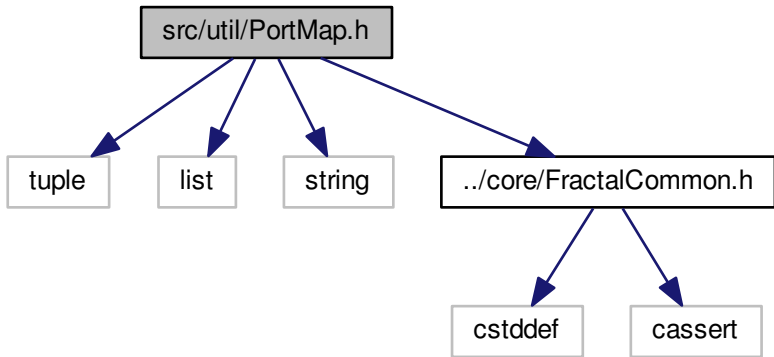 src/util/PortMap.h
tuple
list
string
../core/FractalCommon.h
cstddef
cassert